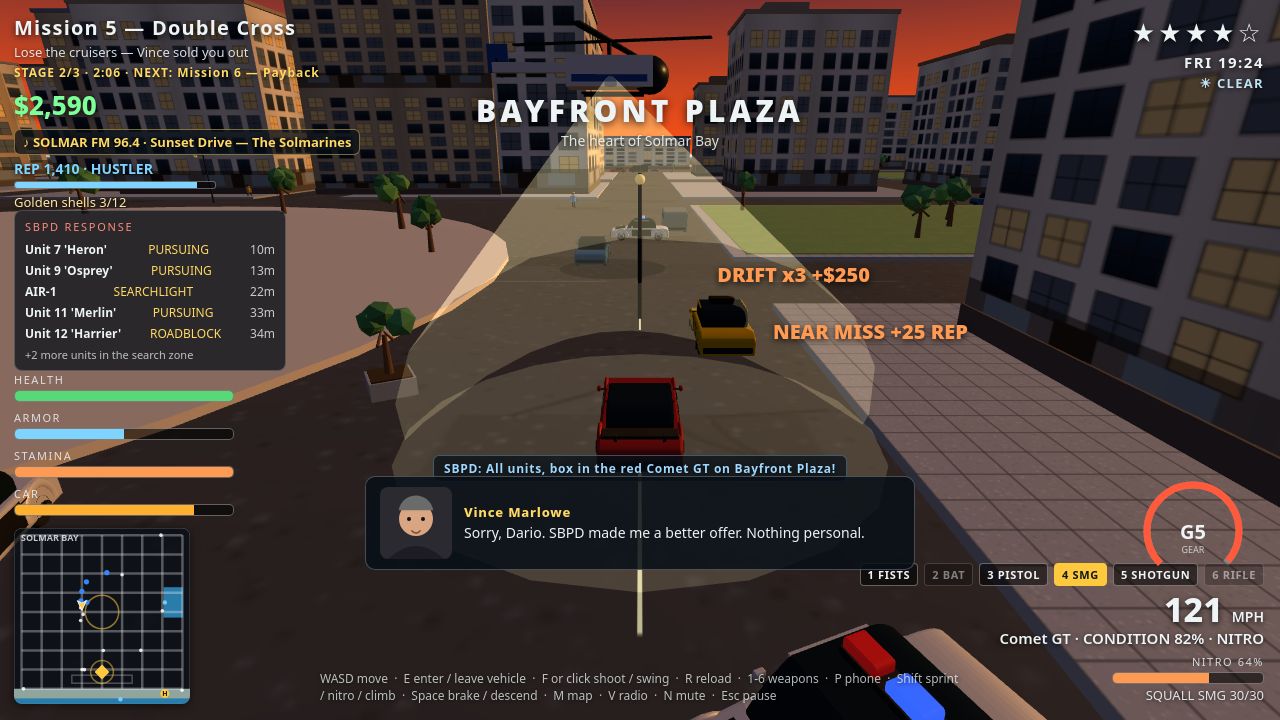 Mission 5 — Double Cross
Lose the cruisers — Vince sold you out
STAGE 2/3 · 2:06 · NEXT: Mission 6 — Payback
$2,590
♪ SOLMAR FM 96.4 · Sunset Drive — The Solmarines
REP 1,410 · HUSTLER
Golden shells 3/12
SBPD RESPONSE
Unit 7 'Heron' PURSUING 10m
Unit 9 'Osprey' PURSUING 13m
AIR-1 SEARCHLIGHT 22m
Unit 11 'Merlin' PURSUING 33m
Unit 12 'Harrier' ROADBLOCK 34m
+2 more units in the search zone
HEALTH
ARMOR
STAMINA
CAR
SOLMAR BAY
H
★★★★☆
FRI 19:24
☀ CLEAR
BAYFRONT PLAZA
The heart of Solmar Bay
DRIFT x3 +$250
NEAR MISS +25 REP
SBPD: All units, box in the red Comet GT on Bayfront Plaza!
Vince Marlowe
Sorry, Dario. SBPD made me a better offer. Nothing personal.
G5
GEAR
1 FISTS 2 BAT 3 PISTOL 4 SMG 5 SHOTGUN 6 RIFLE
121 MPH
Comet GT · CONDITION 82% · NITRO
NITRO 64%
SQUALL SMG 30/30
WASD move · E enter / leave vehicle · F or click shoot / swing · R reload · 1-6 weapons · P phone · Shift sprint
/ nitro / climb · Space brake / descend · M map · V radio · N mute · Esc pause